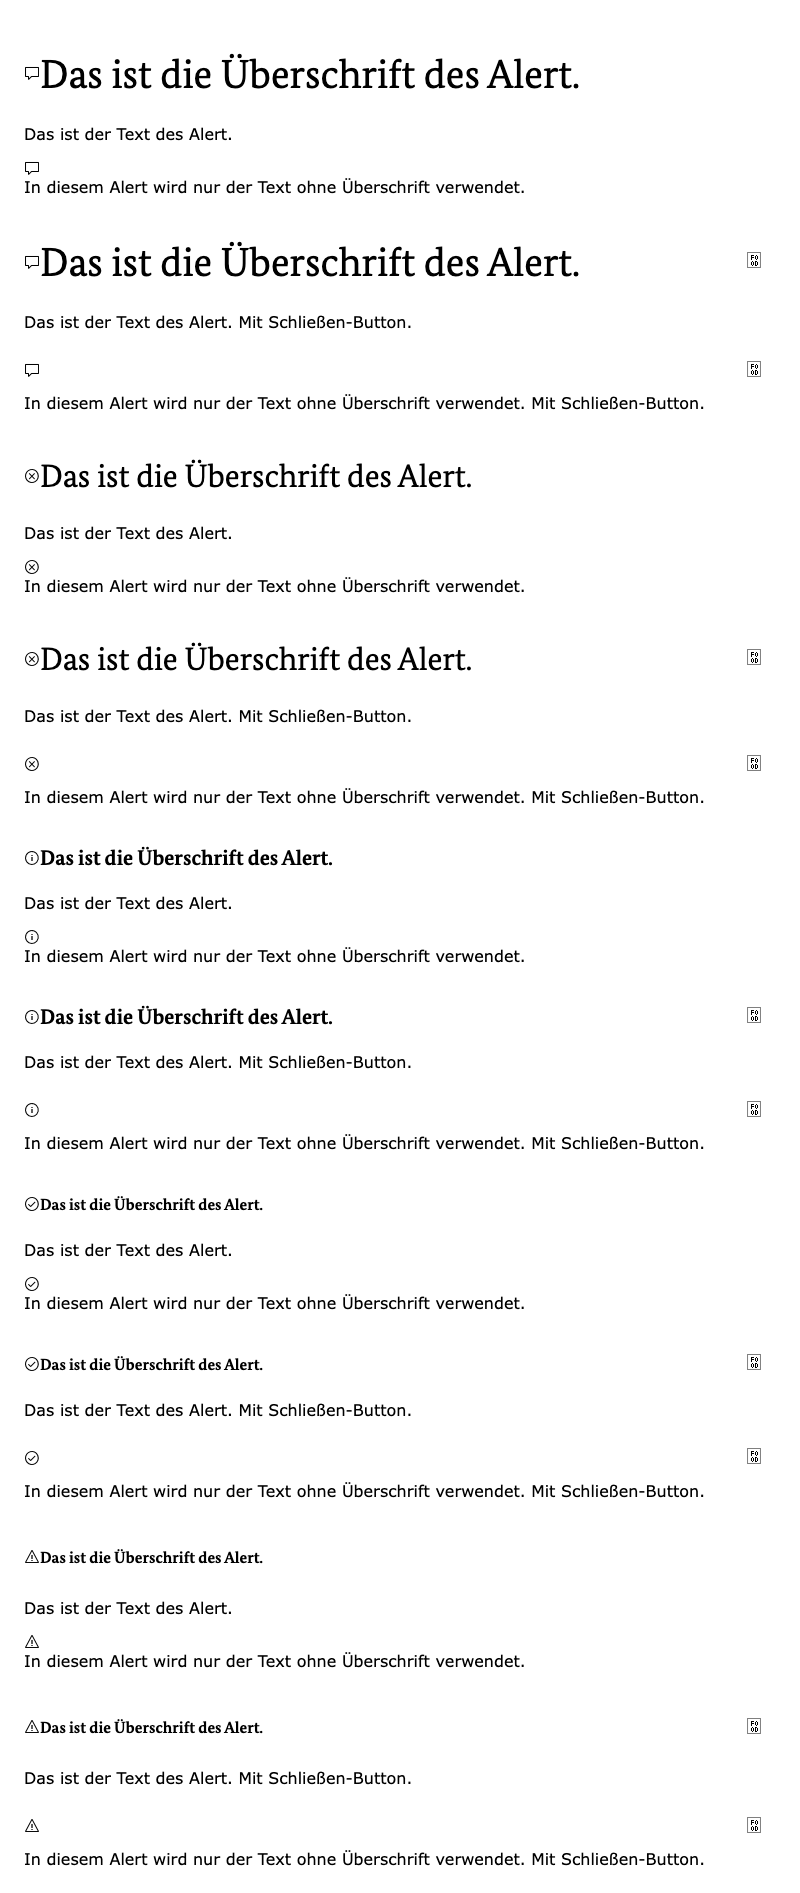 Das ist die Überschrift des Alert.
Das ist der Text des Alert.
In diesem Alert wird nur der Text ohne Überschrift verwendet.
Das ist die Überschrift des Alert.
Das ist der Text des Alert. Mit Schließen-Button.
In diesem Alert wird nur der Text ohne Überschrift verwendet. Mit Schließen-Button.
Das ist die Überschrift des Alert.
Das ist der Text des Alert.
In diesem Alert wird nur der Text ohne Überschrift verwendet.
Das ist die Überschrift des Alert.
Das ist der Text des Alert. Mit Schließen-Button.
In diesem Alert wird nur der Text ohne Überschrift verwendet. Mit Schließen-Button.
Das ist die Überschrift des Alert.
Das ist der Text des Alert.
In diesem Alert wird nur der Text ohne Überschrift verwendet.
Das ist die Überschrift des Alert.
Das ist der Text des Alert. Mit Schließen-Button.
In diesem Alert wird nur der Text ohne Überschrift verwendet. Mit Schließen-Button.
Das ist die Überschrift des Alert.
Das ist der Text des Alert.
In diesem Alert wird nur der Text ohne Überschrift verwendet.
Das ist die Überschrift des Alert.
Das ist der Text des Alert. Mit Schließen-Button.
In diesem Alert wird nur der Text ohne Überschrift verwendet. Mit Schließen-Button.
Das ist die Überschrift des Alert.
Das ist der Text des Alert.
In diesem Alert wird nur der Text ohne Überschrift verwendet.
Das ist die Überschrift des Alert.
Das ist der Text des Alert. Mit Schließen-Button.
In diesem Alert wird nur der Text ohne Überschrift verwendet. Mit Schließen-Button.